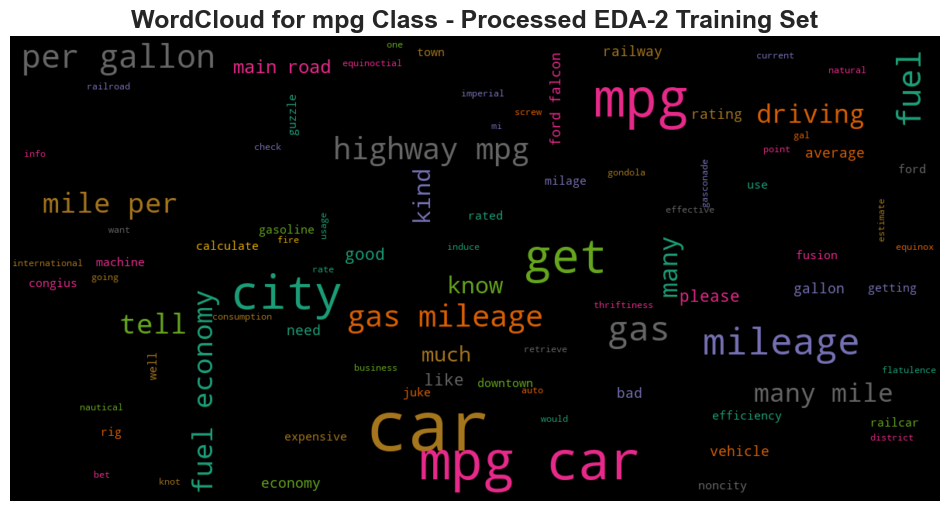 WordCloud for mpg Class - Processed EDA-2 Training Set
per gallon
main road
one
town
equinoctial
railroad
guzzle
railway
current
natural
fuel
ford falcon
imperial
screw
mi
mpg
rating
driving
gal
point
average
check
highway mpg
info
kind
milage
gondola
gasconade
use
ford
mile per
want
calculate
gasoline
fire
usage
rated
effective
estimate
good
induce
get
many
equinox
international
congius
machine
going
rate
city
know
please
fusion
gallon
getting
thriftiness
tell
consumption
need
gas mileage
gas
mileage
well
fuel economy
much
retrieve
business
like
downtown
juke
auto
bad
many mile
flatulence
nautical
rig
expensive
car
would
efficiency
railcar
district
vehicle
bet
knot
economy
mpg car
noncity